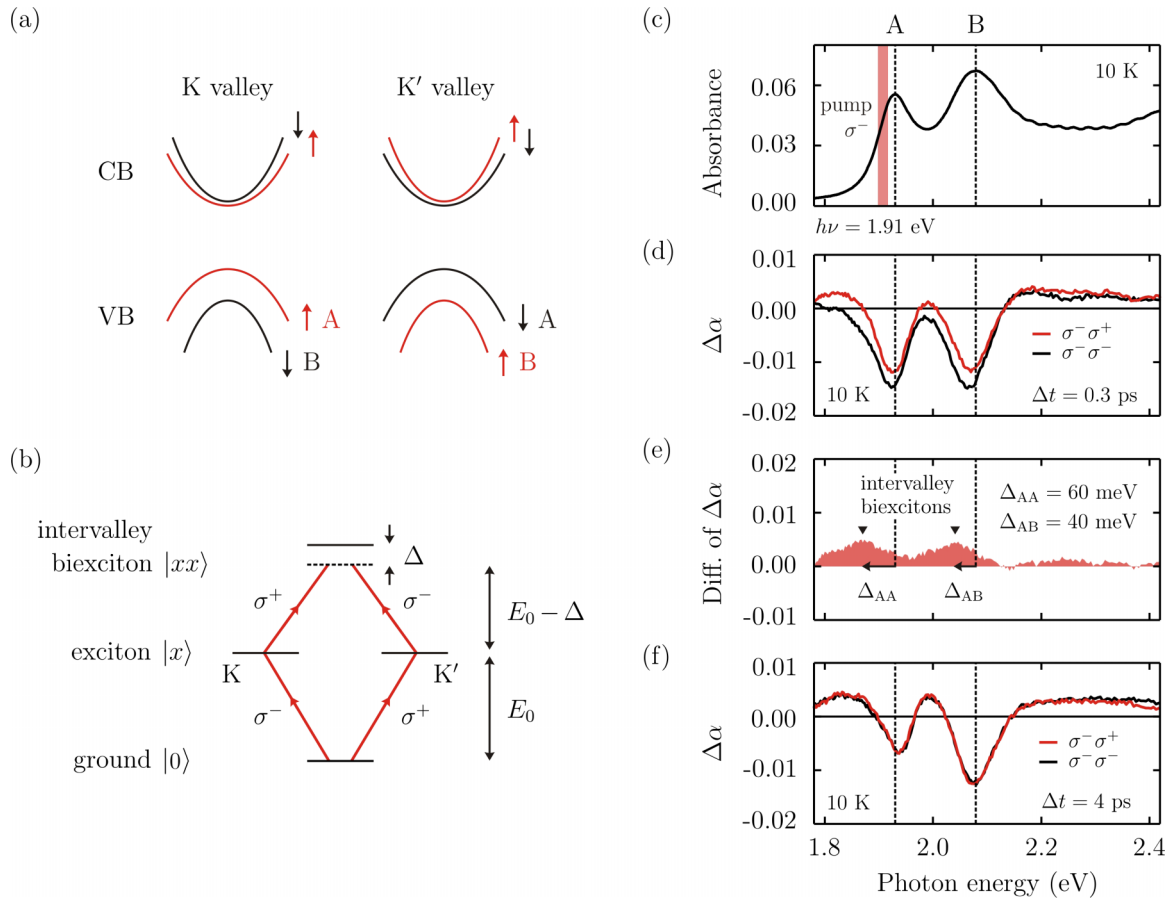 (a)
K valley
K′ valley
CB
VB
A
B
A
B
(b)
intervalley
biexciton |xx⟩
Δ
σ⁺
σ⁻
E₀ − Δ
exciton |x⟩
K
K′
σ⁻
σ⁺
E₀
ground |0⟩
(c)
A
B
10 K
pump
σ⁻
Absorbance
0.06
0.03
0.00
hν = 1.91 eV
(d)
Δα
0.01
0.00
-0.01
-0.02
σ⁻σ⁺
σ⁻σ⁻
10 K
Δt = 0.3 ps
(e)
Diff. of Δα
0.02
0.01
0.00
-0.01
intervalley
biexcitons
Δ_AA = 60 meV
Δ_AB = 40 meV
Δ_AA
Δ_AB
(f)
Δα
0.01
0.00
-0.01
-0.02
σ⁻σ⁺
σ⁻σ⁻
10 K
Δt = 4 ps
1.8
2.0
2.2
2.4
Photon energy (eV)